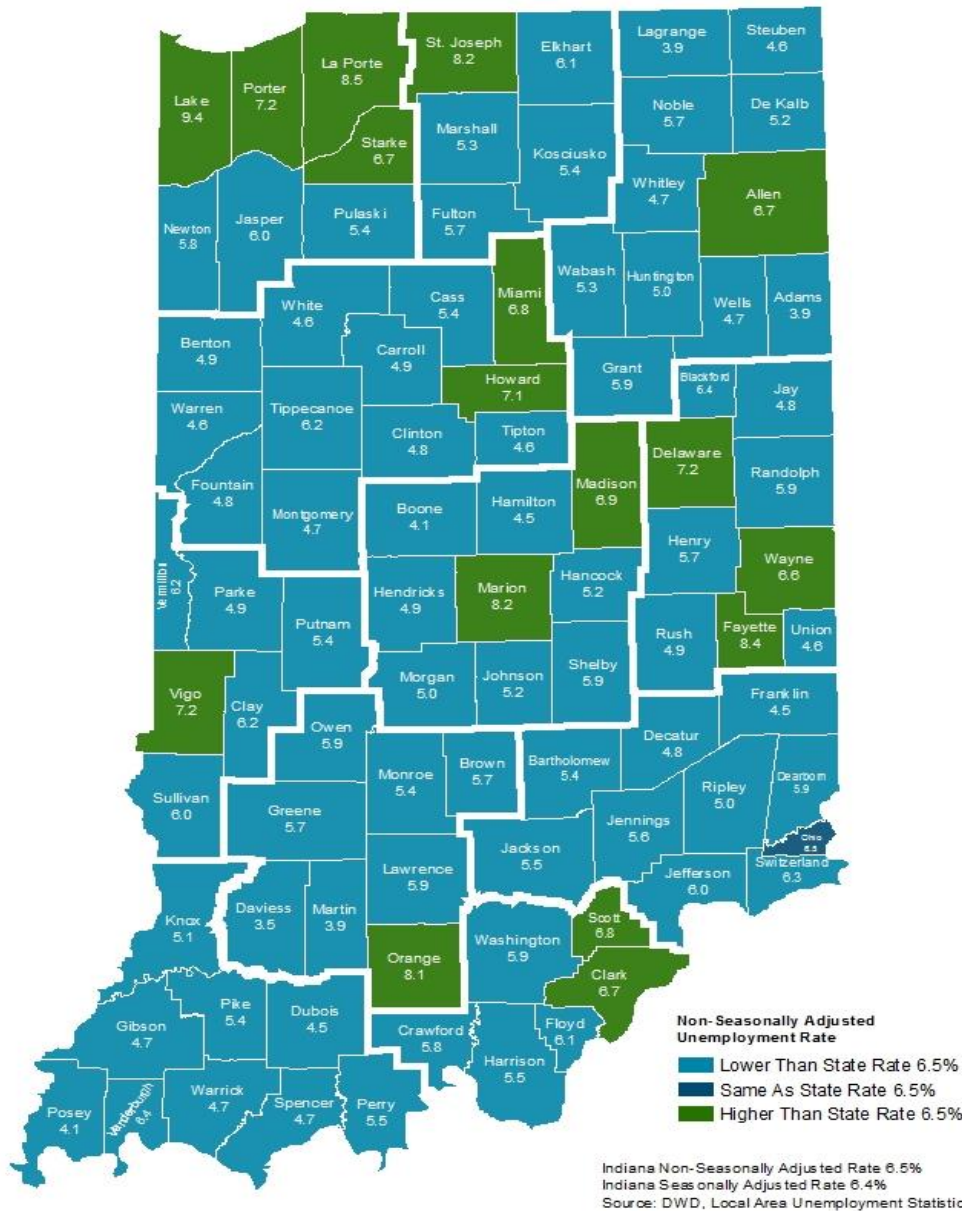 St. Joseph
8.2
Elkhart
6.1
Lagrange
3.9
Steuben
4.6
La Porte
8.5
Porter
7.2
Lake
9.4
Starke
6.7
Marshall
5.3
Kosciusko
5.4
Noble
5.7
De Kalb
5.2
Whitley
4.7
Allen
6.7
Newton
5.8
Jasper
6.0
Pulaski
5.4
Fulton
5.7
Wabash
5.3
Huntington
5.0
Wells
4.7
Adams
3.9
White
4.6
Cass
5.4
Miami
6.8
Benton
4.9
Carroll
4.9
Howard
7.1
Grant
5.9
Blackford
6.4
Jay
4.8
Warren
4.6
Tippecanoe
6.2
Clinton
4.8
Tipton
4.6
Madison
6.9
Delaware
7.2
Randolph
5.9
Fountain
4.8
Montgomery
4.7
Boone
4.1
Hamilton
4.5
Henry
5.7
Wayne
6.6
Vermillion
6.2
Parke
4.9
Putnam
5.4
Hendricks
4.9
Marion
8.2
Hancock
5.2
Rush
4.9
Fayette
8.4
Union
4.6
Vigo
7.2
Clay
6.2
Morgan
5.0
Johnson
5.2
Shelby
5.9
Franklin
4.5
Owen
5.9
Decatur
4.8
Sullivan
6.0
Greene
5.7
Monroe
5.4
Brown
5.7
Bartholomew
5.4
Ripley
5.0
Dearborn
5.9
Jennings
5.6
Ohio
6.5
Switzerland
6.3
Jackson
5.5
Jefferson
6.0
Lawrence
5.9
Knox
5.1
Daviess
3.5
Martin
3.9
Orange
8.1
Washington
5.9
Scott
6.8
Clark
6.7
Pike
5.4
Dubois
4.5
Gibson
4.7
Crawford
5.8
Harrison
5.5
Floyd
6.1
Posey
4.1
Vanderburgh
6.4
Warrick
4.7
Spencer
4.7
Perry
5.5
Non-Seasonally Adjusted
Unemployment Rate
Lower Than State Rate 6.5%
Same As State Rate 6.5%
Higher Than State Rate 6.5%
Indiana Non-Seasonally Adjusted Rate 6.5%
Indiana Seasonally Adjusted Rate 6.4%
Source: DWD, Local Area Unemployment Statistic